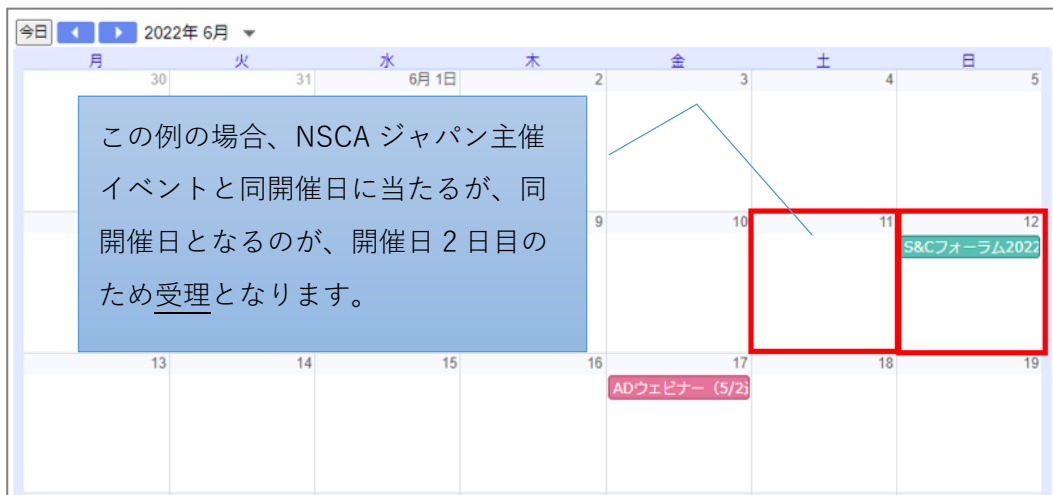 今日 2022年 6月
月 火 水 木 金 土 日
30 31 6月 1日 2 3 4 5
この例の場合、NSCA ジャパン主催
イベントと同開催日に当たるが、同
開催日となるのが、開催日 2 日目の
ため受理となります。
9 10 11 12
S&Cフォーラム2022
13 14 15 16 17 18 19
ADウェビナー（5/2